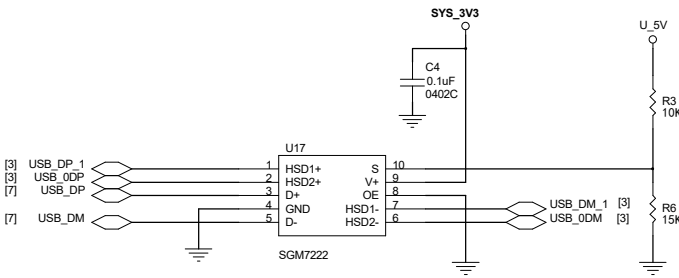 SYS_3V3
U_5V
C4
0.1uF
0402C
R3
10K
U17
[3] USB_DP_1 1 HSD1+ S 10
[3] USB_0DP 2 HSD2+ V+ 9
[7] USB_DP 3 D+ OE 8
4 GND HSD1- 7 USB_DM_1 [3]
[7] USB_DM 5 D- HSD2- 6 USB_0DM [3]
R6
15K
SGM7222